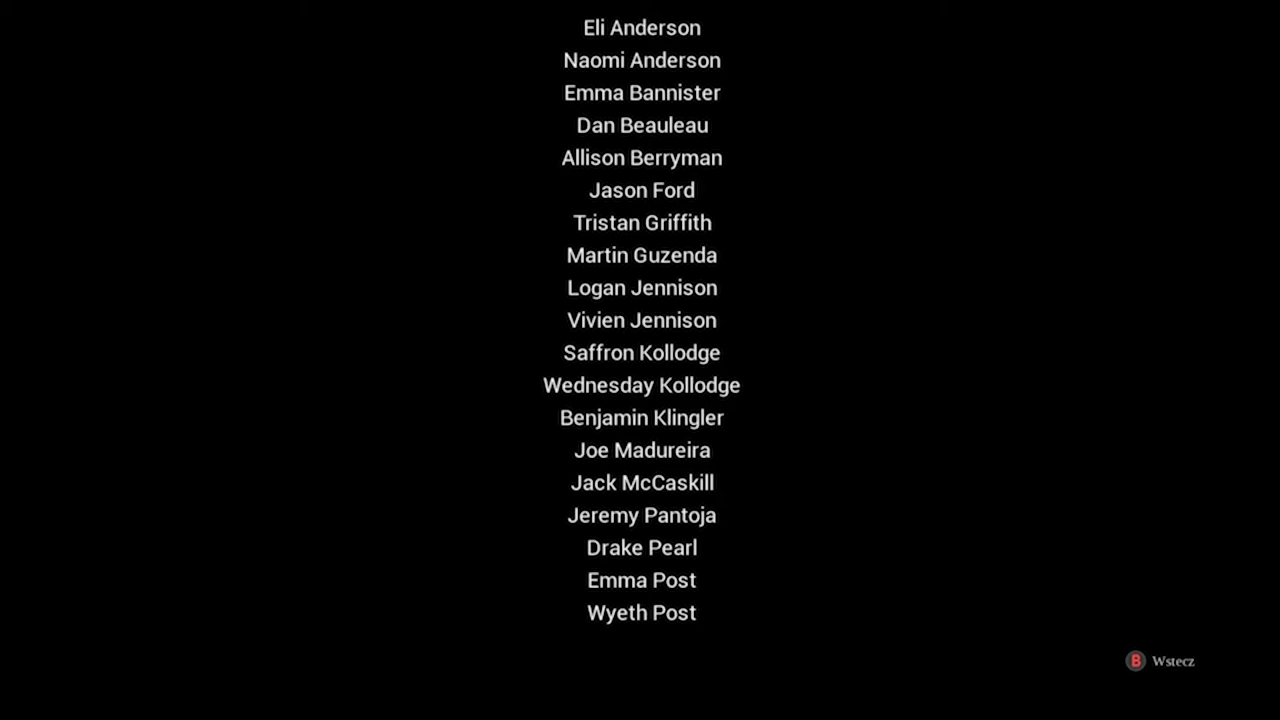 Eli Anderson
Naomi Anderson
Emma Bannister
Dan Beauleau
Allison Berryman
Jason Ford
Tristan Griffith
Martin Guzenda
Logan Jennison
Vivien Jennison
Saffron Kollodge
Wednesday Kollodge
Benjamin Klingler
Joe Madureira
Jack McCaskill
Jeremy Pantoja
Drake Pearl
Emma Post
Wyeth Post
B Wstecz